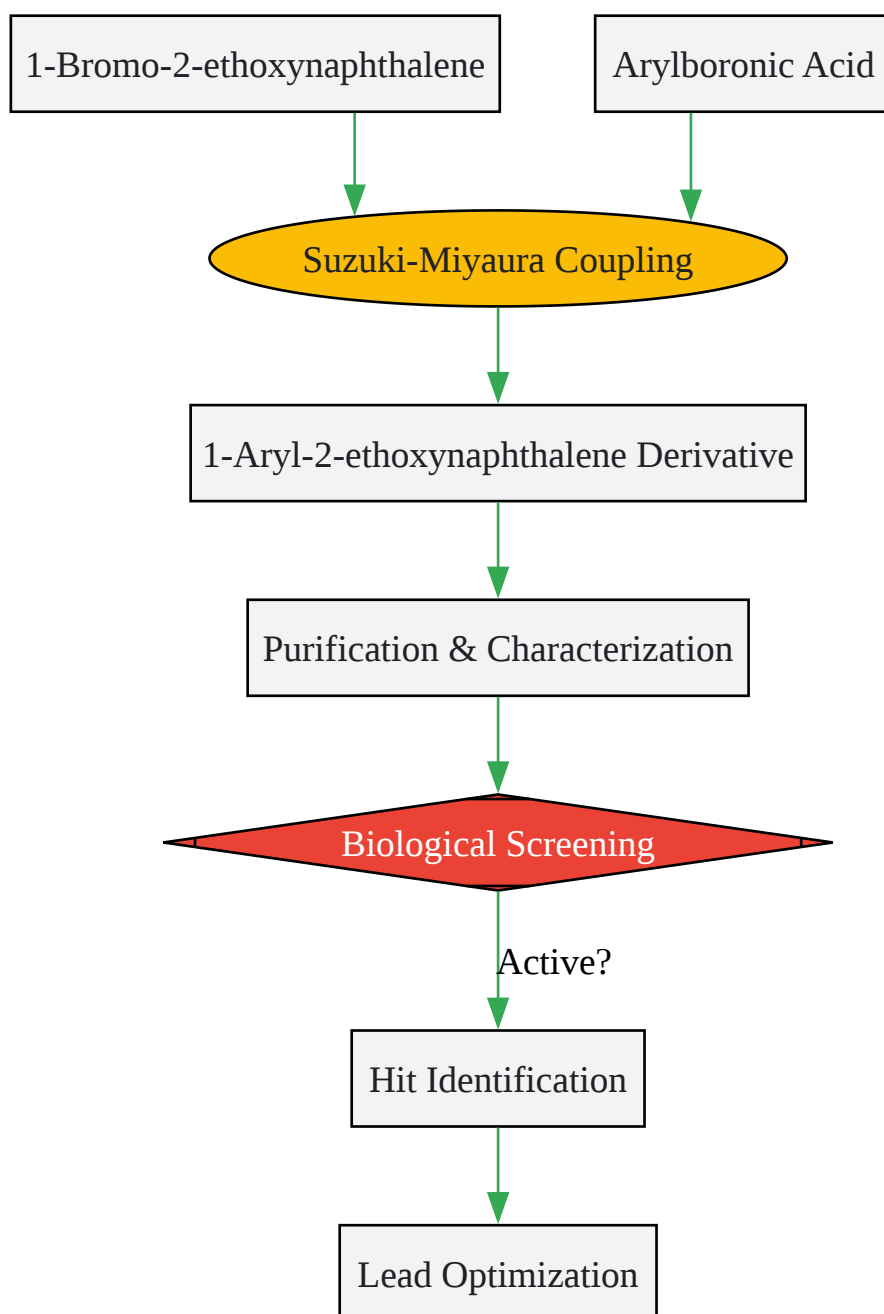 1-Bromo-2-ethoxynaphthalene
Arylboronic Acid
Suzuki-Miyaura Coupling
1-Aryl-2-ethoxynaphthalene Derivative
Purification & Characterization
Biological Screening
Active?
Hit Identification
Lead Optimization